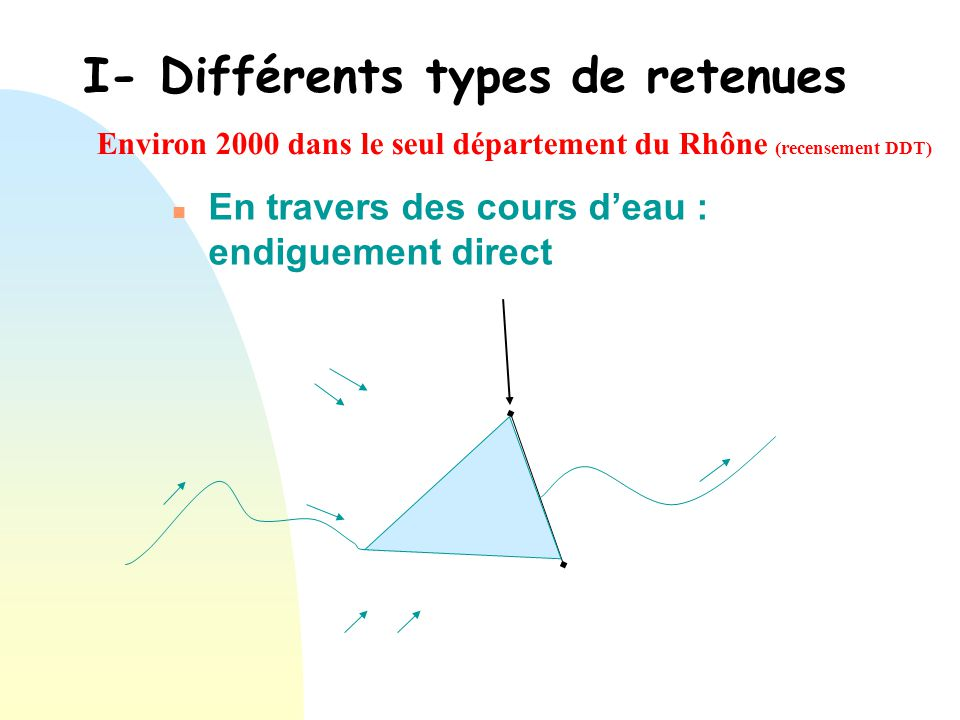 I- Différents types de retenues
Environ 2000 dans le seul département du Rhône (recensement DDT)
En travers des cours d’eau :
endiguement direct